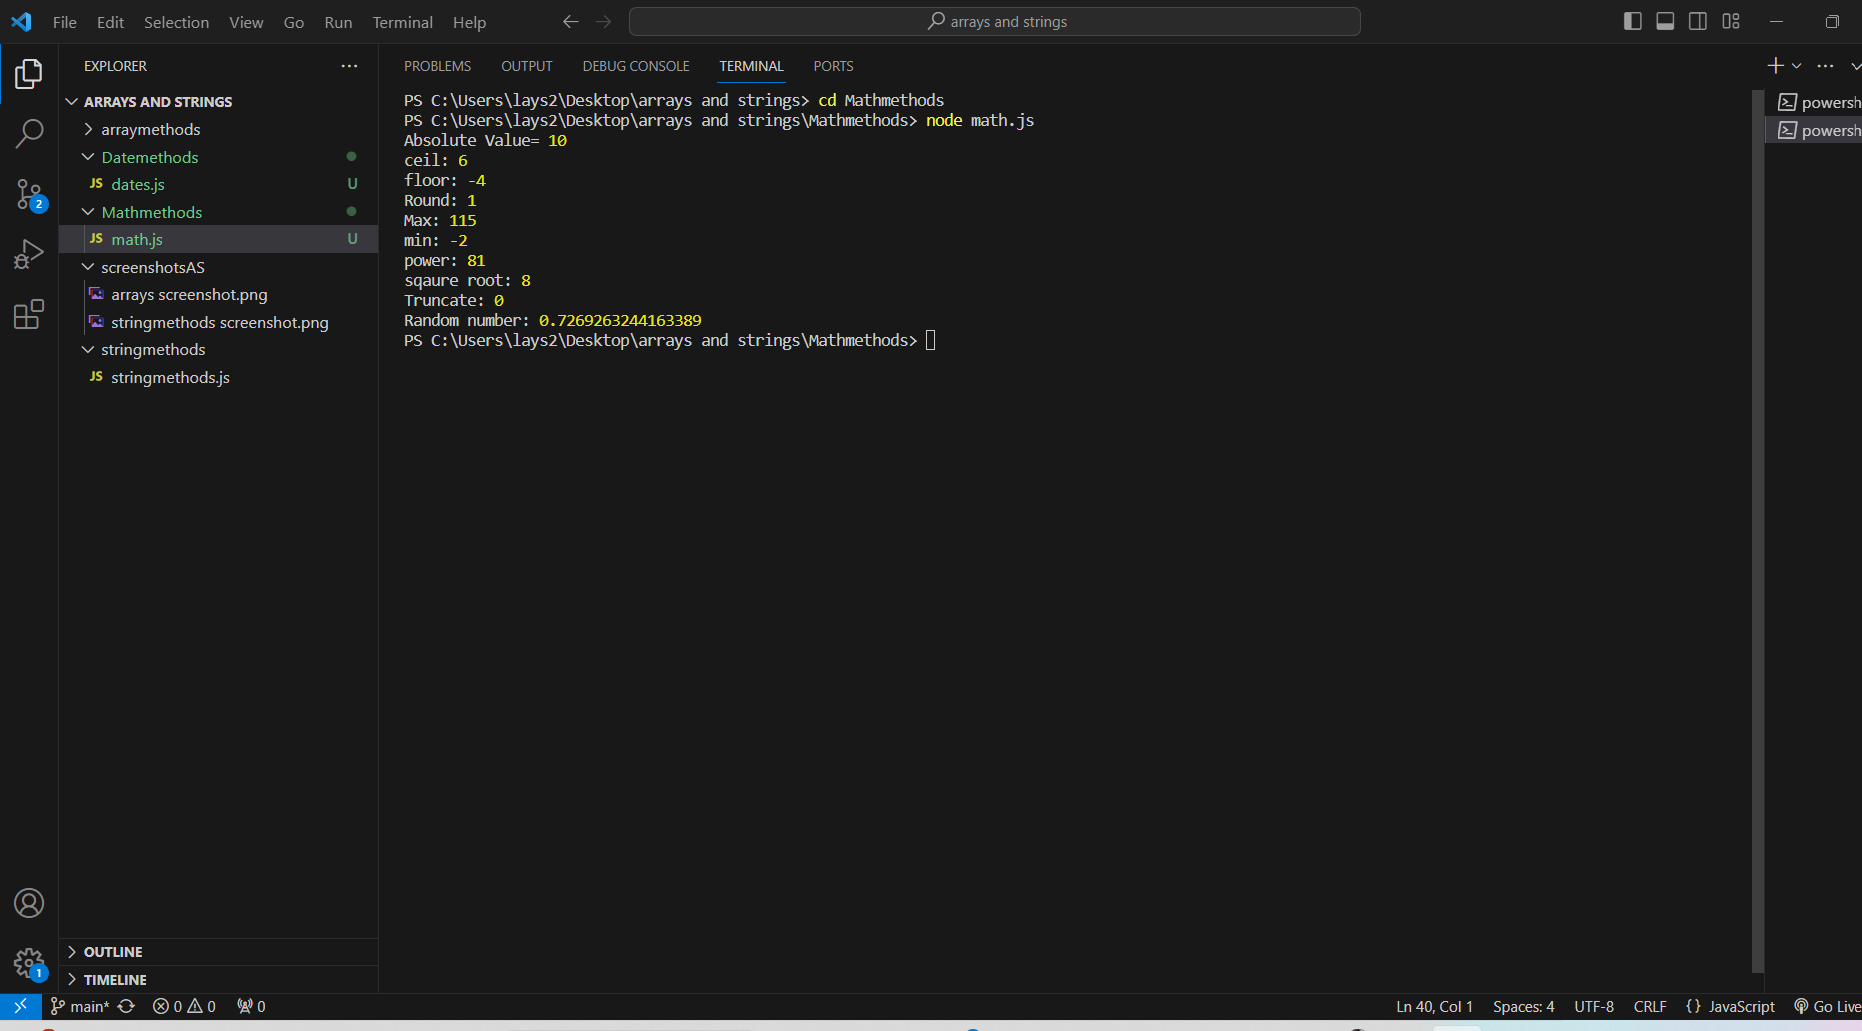 File Edit Selection View Go Run Terminal Help
arrays and strings
EXPLORER
ARRAYS AND STRINGS
arraymethods
Datemethods
JS dates.js U
Mathmethods
JS math.js U
screenshotsAS
arrays screenshot.png
stringmethods screenshot.png
stringmethods
JS stringmethods.js
2
1
OUTLINE
TIMELINE
PROBLEMS OUTPUT DEBUG CONSOLE TERMINAL PORTS
PS C:\Users\lays2\Desktop\arrays and strings> cd Mathmethods
PS C:\Users\lays2\Desktop\arrays and strings\Mathmethods> node math.js
Absolute Value= 10
ceil: 6
floor: -4
Round: 1
Max: 115
min: -2
power: 81
sqaure root: 8
Truncate: 0
Random number: 0.7269263244163389
PS C:\Users\lays2\Desktop\arrays and strings\Mathmethods>
powersh
powersh
main* 0 0 0
Ln 40, Col 1 Spaces: 4 UTF-8 CRLF {} JavaScript Go Live